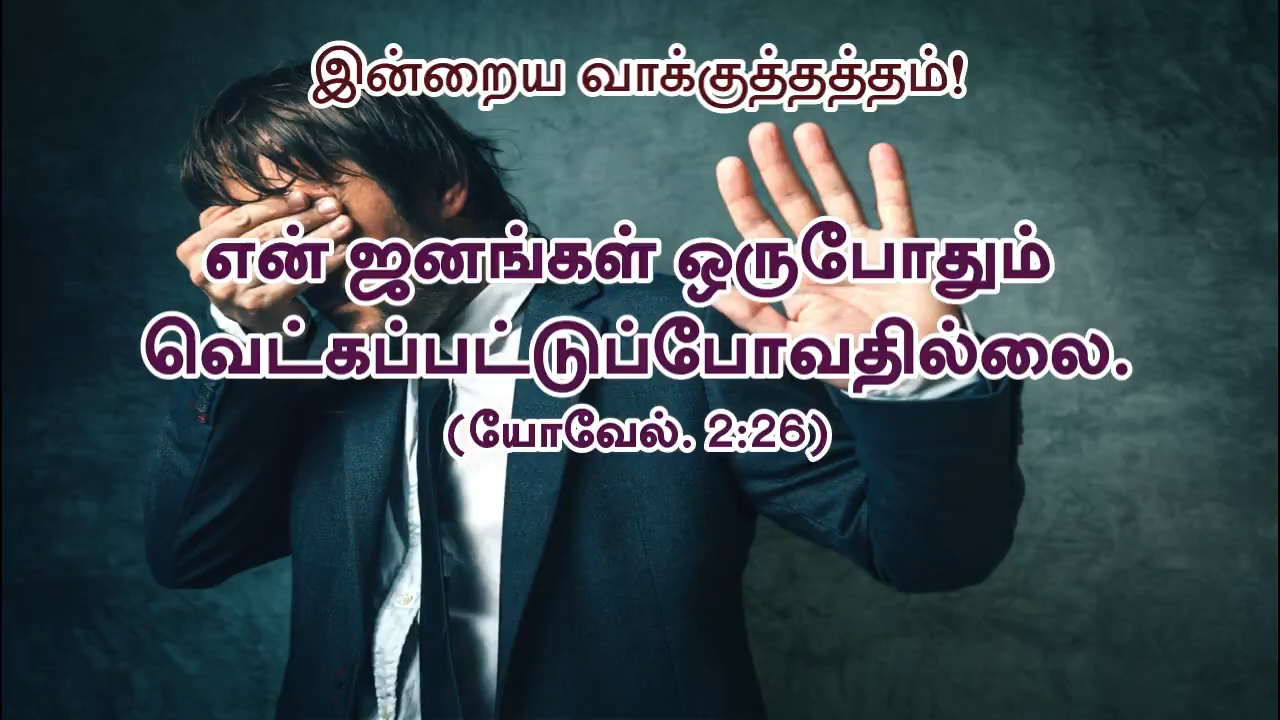 இன்றைய வாக்குத்தத்தம்!
என் ஜனங்கள் ஒருபோதும்
வெட்கப்பட்டுப்போவதில்லை.
(யோவேல். 2:26)